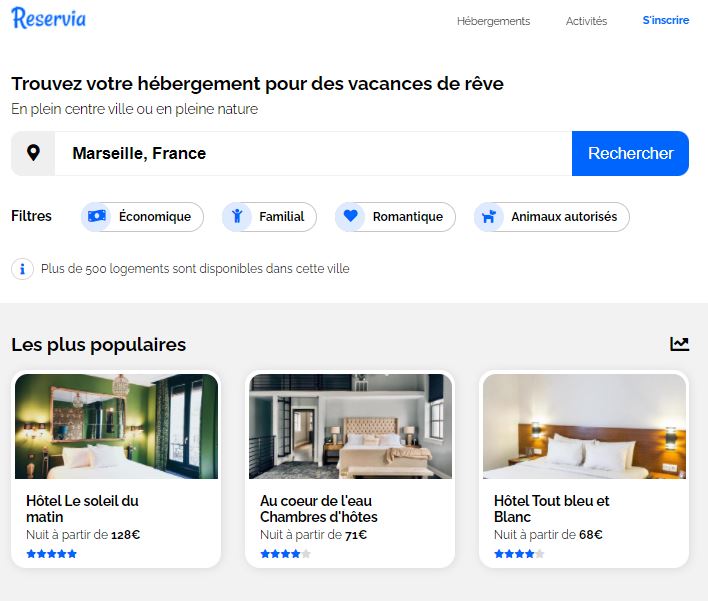 Reservia
Hébergements
Activités
S'inscrire
Trouvez votre hébergement pour des vacances de rêve
En plein centre ville ou en pleine nature
Marseille, France
Rechercher
Filtres
Économique
Familial
Romantique
Animaux autorisés
Plus de 500 logements sont disponibles dans cette ville
Les plus populaires
Hôtel Le soleil du
matin
Nuit à partir de 128€
Au coeur de l'eau
Chambres d'hôtes
Nuit à partir de 71€
Hôtel Tout bleu et
Blanc
Nuit à partir de 68€